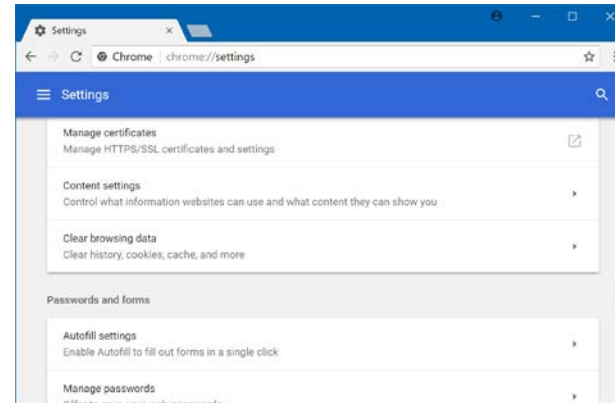 Settings
Chrome chrome://settings
Settings
Manage certificates
Manage HTTPS/SSL certificates and settings
Content settings
Control what information websites can use and what content they can show you
Clear browsing data
Clear history, cookies, cache, and more
Passwords and forms
Autofill settings
Enable Autofill to fill out forms in a single click
Manage passwords